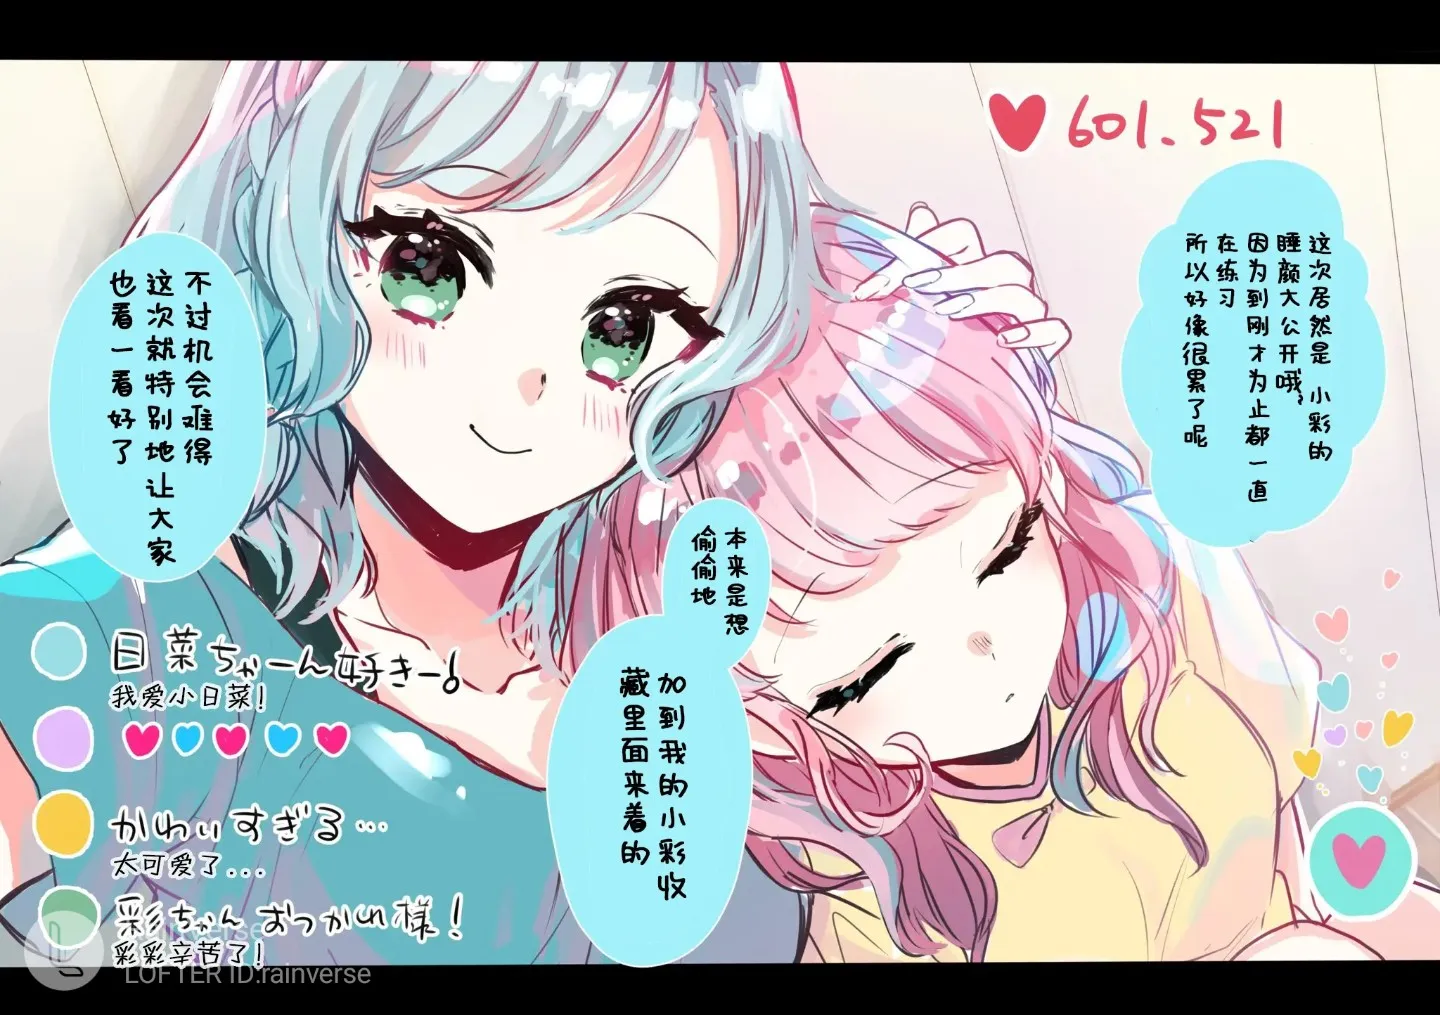 601.521
这次居然是 小彩的
睡颜大公开哦,
因为到刚才为止都一直
在练习
所以好像很累了呢
本来是想
偷偷地
加到我的小彩收
藏里面来着的
不过机会难得
这次就特别地让大家
也看一看好了
日菜ちゃーん好きー!
我爱小日菜!
かわいすぎる…
太可爱了...
彩ちゃんおつかれ様!
彩彩辛苦了!
rainverse
LOFTER ID:rainverse